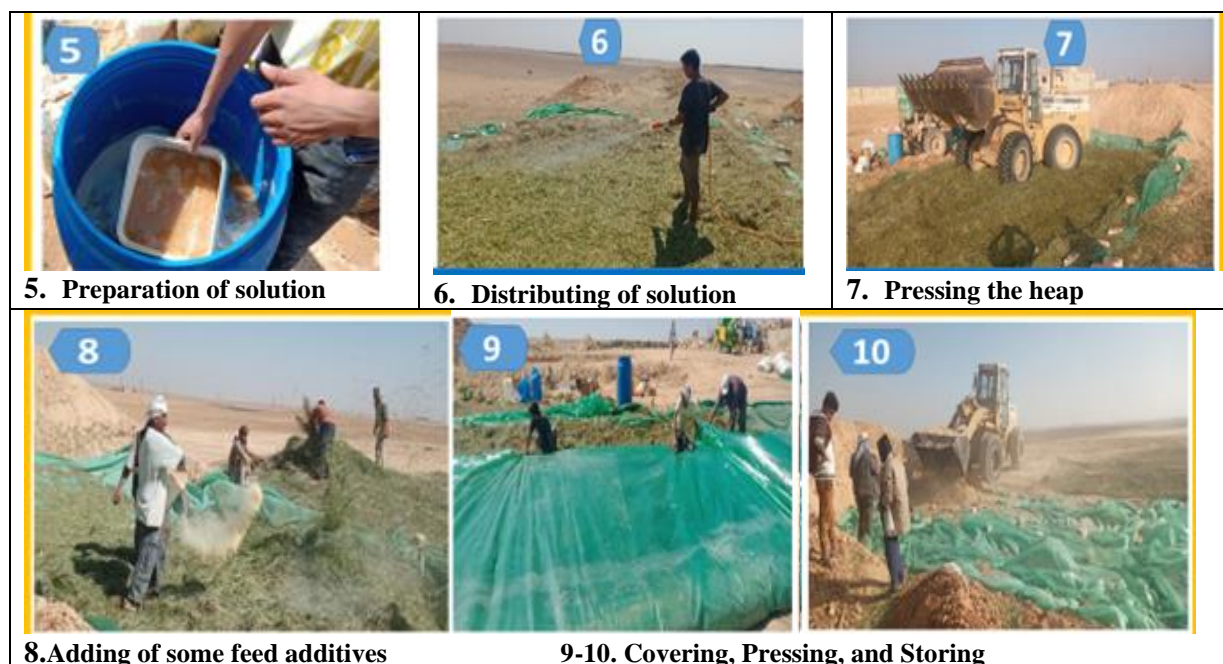 5
6
7
5. Preparation of solution
6. Distributing of solution
7. Pressing the heap
8
9
10
8.Adding of some feed additives
9-10. Covering, Pressing, and Storing